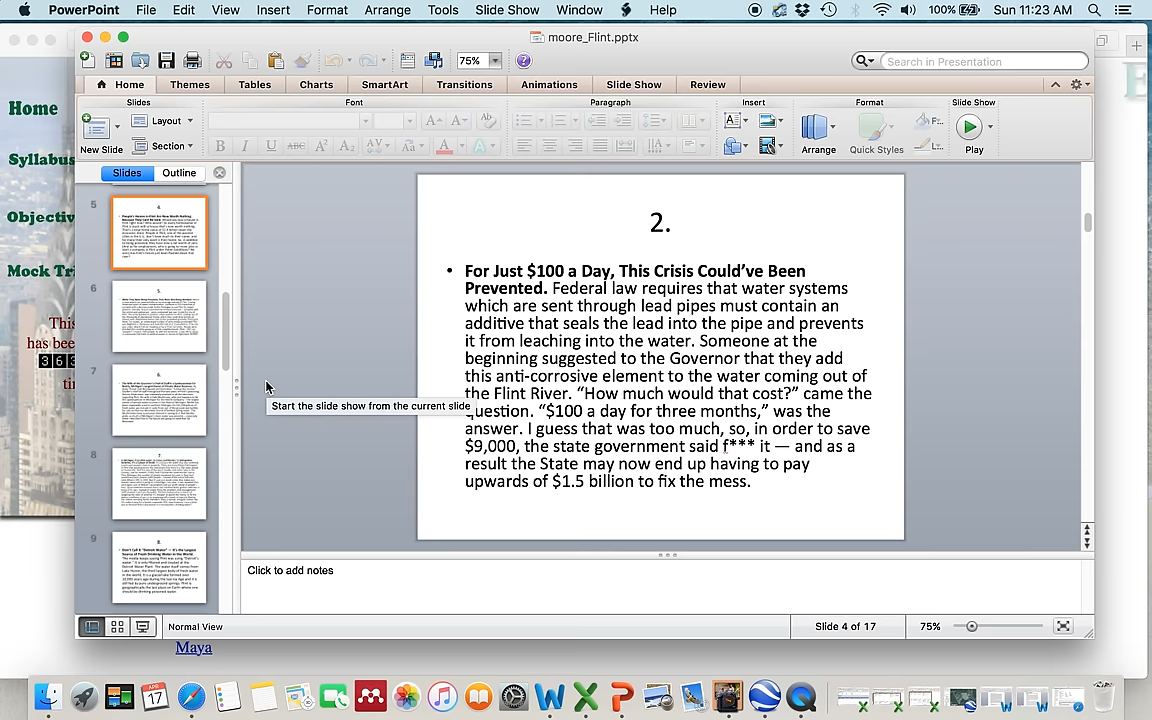 PowerPoint File Edit View Insert Format Arrange Tools Slide Show Window Help 100% Sun 11:23 AM
moore_Flint.pptx
75% Search in Presentation
Home Themes Tables Charts SmartArt Transitions Animations Slide Show Review
Slides Font Paragraph Insert Format Slide Show
New Slide Layout Section Arrange Quick Styles Play
Slides Outline
Home
Syllabus
Objectiv
Mock Tri
This
has bee
3 6 3
tin
5
6
7
8
9
2.
• For Just $100 a Day, This Crisis Could’ve Been
Prevented. Federal law requires that water systems
which are sent through lead pipes must contain an
additive that seals the lead into the pipe and prevents
it from leaching into the water. Someone at the
beginning suggested to the Governor that they add
this anti-corrosive element to the water coming out of
the Flint River. “How much would that cost?” came the
question. “$100 a day for three months,” was the
answer. I guess that was too much, so, in order to save
$9,000, the state government said f*** it — and as a
result the State may now end up having to pay
upwards of $1.5 billion to fix the mess.
Start the slide show from the current slide
Click to add notes
Normal View Slide 4 of 17 75%
Maya
APR
17